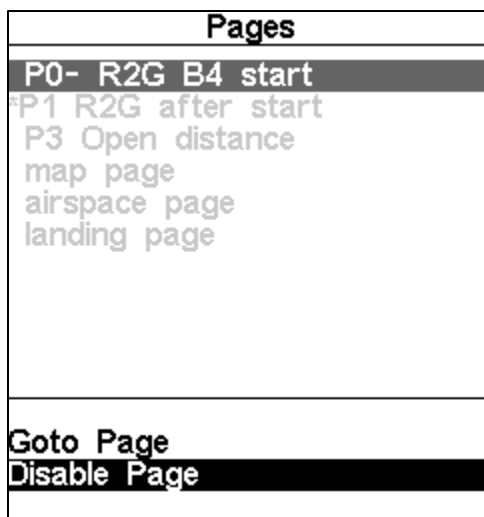 Pages
P0- R2G B4 start
*P1 R2G after start
P3 Open distance
map page
airspace page
landing page
Goto Page
Disable Page